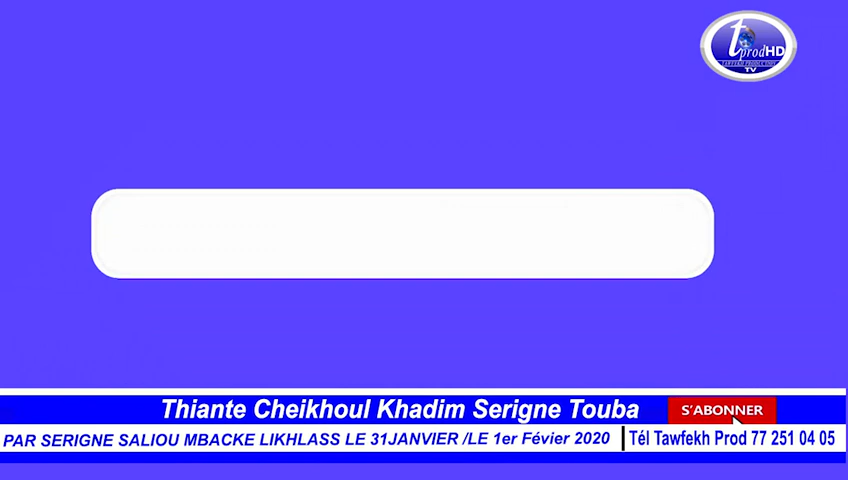 tprodHD
TV
Thiante Cheikhoul Khadim Serigne Touba
S'ABONNER
PAR SERIGNE SALIOU MBACKE LIKHLASS LE 31JANVIER /LE 1er Févier 2020
Tél Tawfekh Prod 77 251 04 05